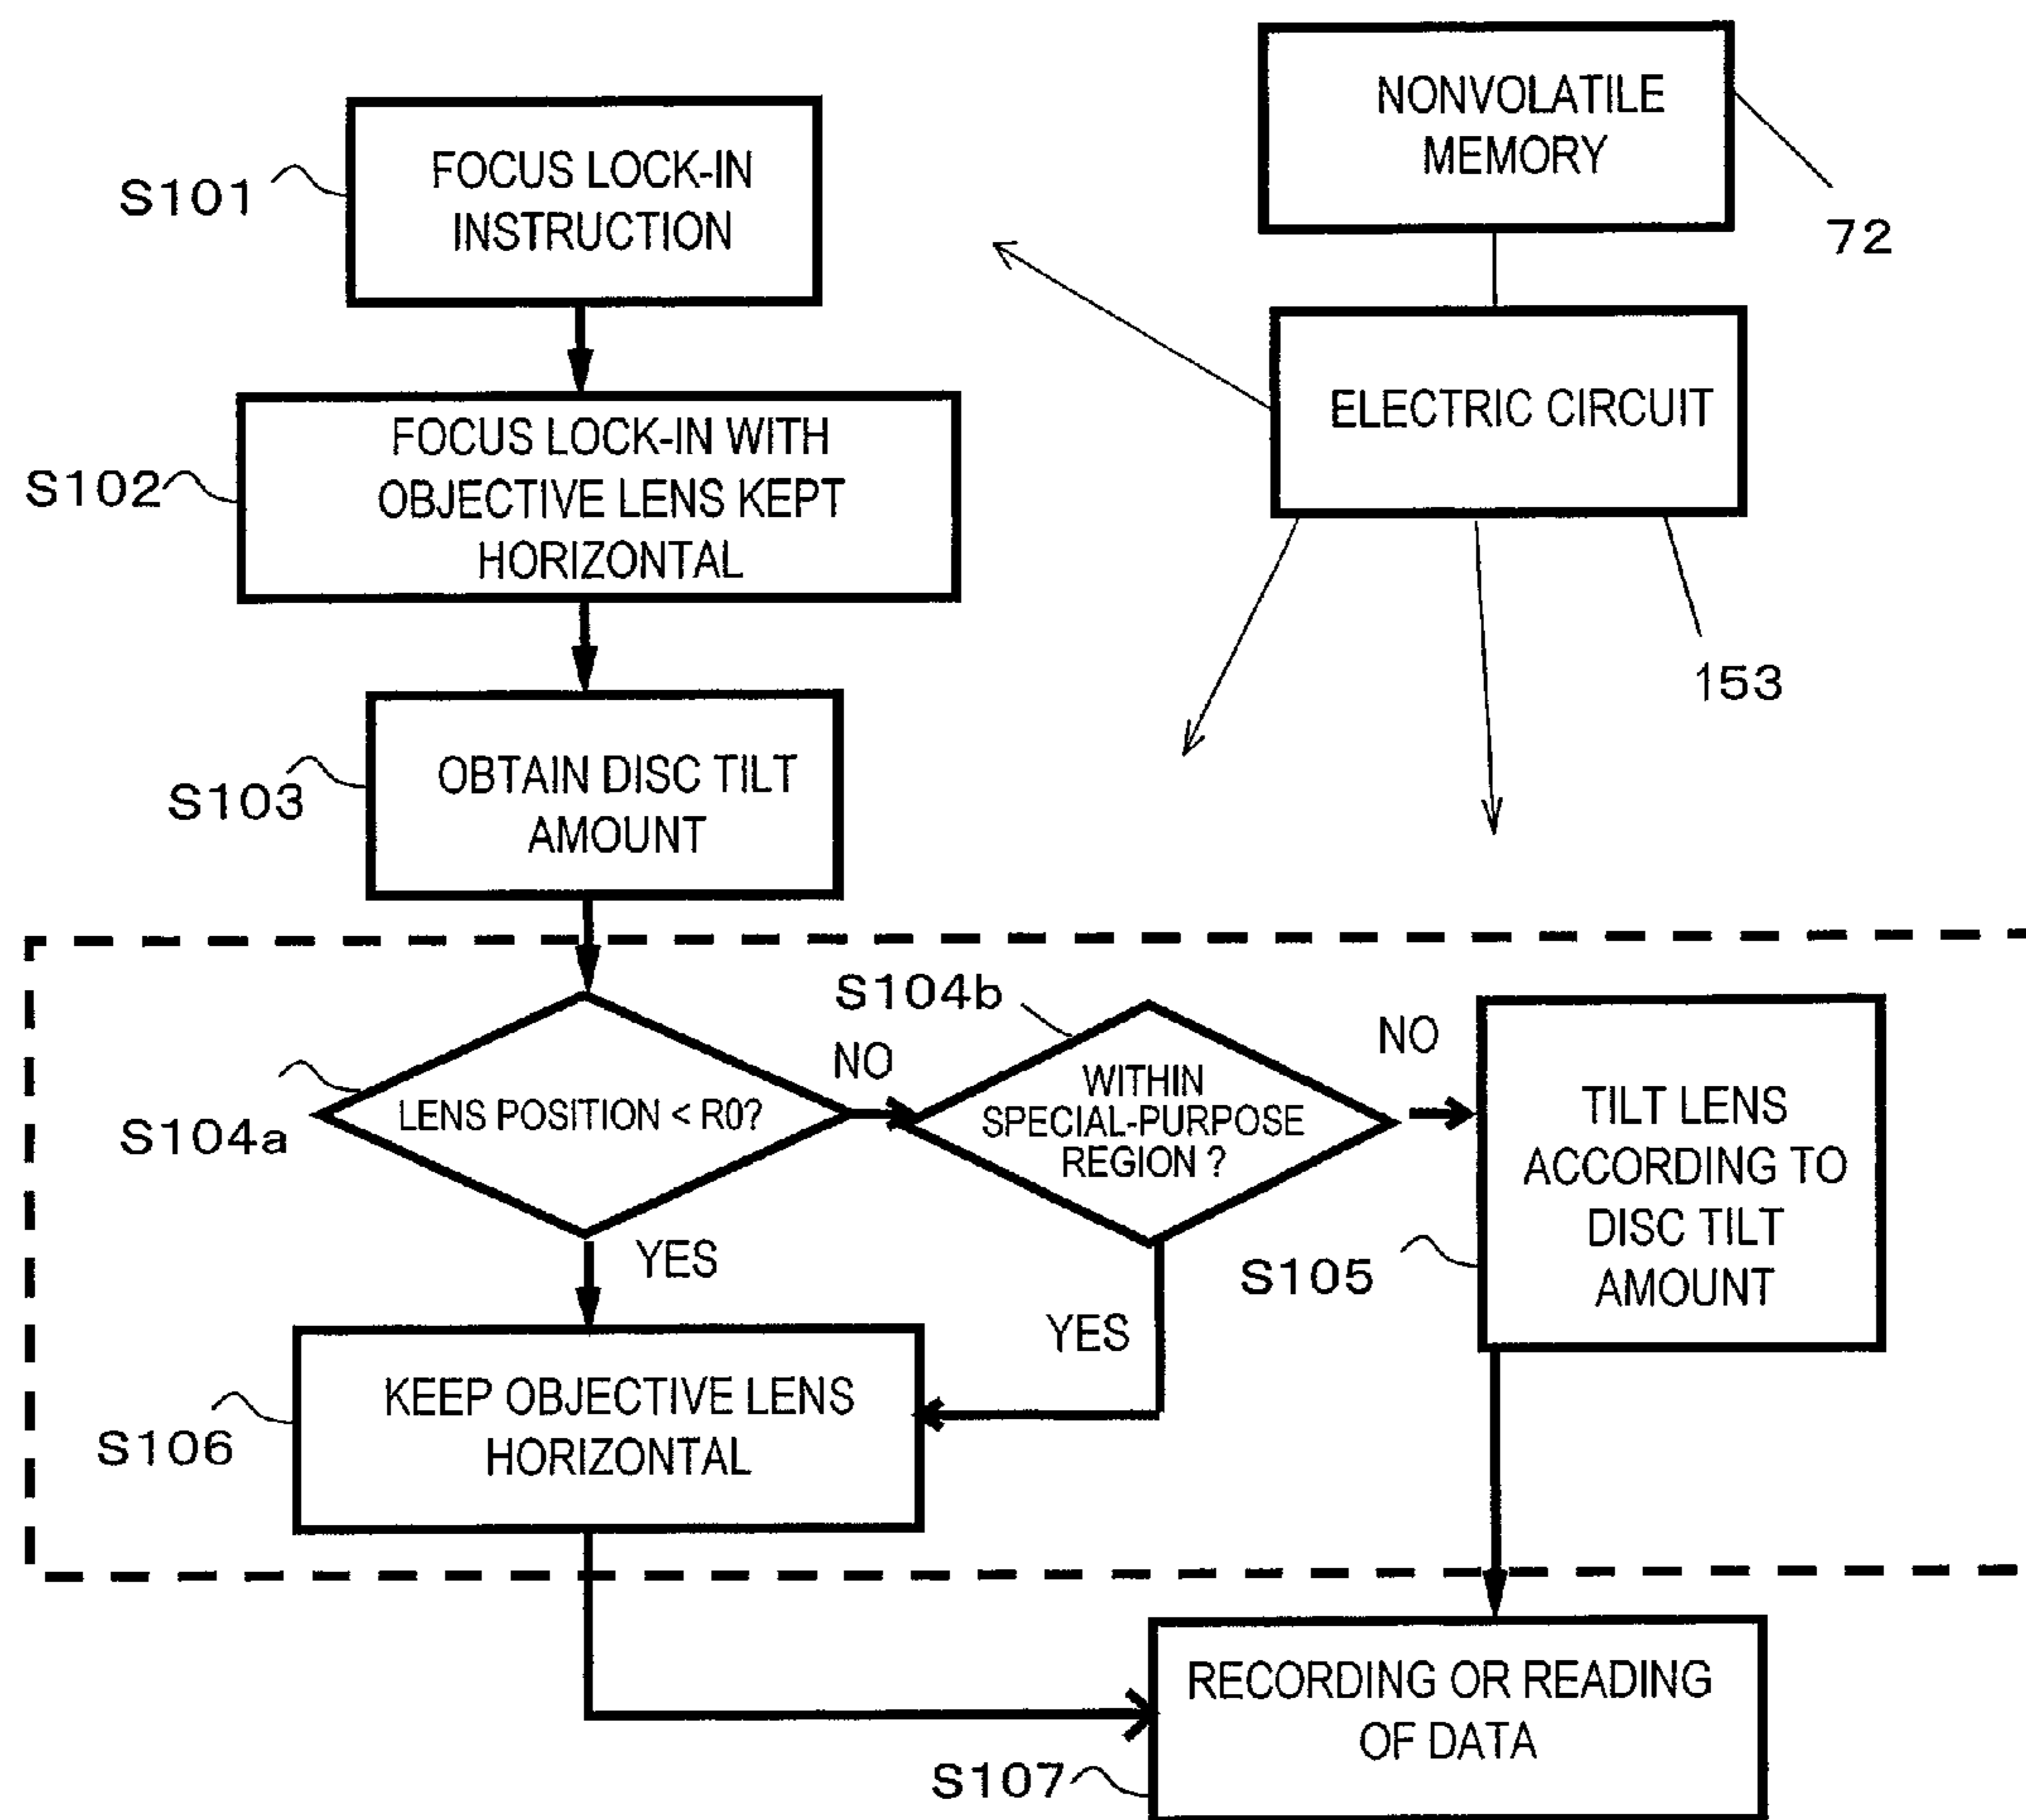 S101
FOCUS LOCK-IN
INSTRUCTION
NONVOLATILE
MEMORY
72
ELECTRIC CIRCUIT
153
S102
FOCUS LOCK-IN WITH
OBJECTIVE LENS KEPT
HORIZONTAL
S103
OBTAIN DISC TILT
AMOUNT
S104a
LENS POSITION < R0?
NO
YES
S104b
WITHIN
SPECIAL-PURPOSE
REGION ?
NO
YES
S105
TILT LENS
ACCORDING TO
DISC TILT
AMOUNT
S106
KEEP OBJECTIVE LENS
HORIZONTAL
S107
RECORDING OR READING
OF DATA